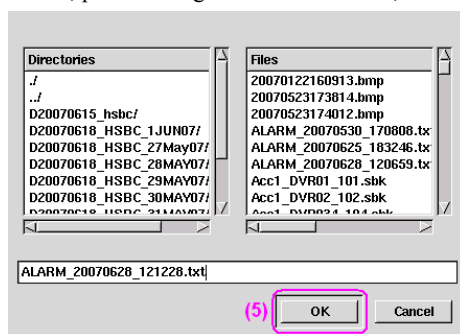 Directories
./
../
D20070615_hsbc/
D20070618_HSBC_1JUN07/
D20070618_HSBC_27May07/
D20070618_HSBC_28MAY07/
D20070618_HSBC_29MAY07/
D20070618_HSBC_30MAY07/
D20070618_HSBC_31MAY07/
Files
20070122160913.bmp
20070523173814.bmp
20070523174012.bmp
ALARM_20070530_170808.tx
ALARM_20070625_183246.tx
ALARM_20070628_120659.tx
Acc1_DVR01_101.sbk
Acc1_DVR02_102.sbk
ALARM_20070628_121228.txt
(5) OK Cancel